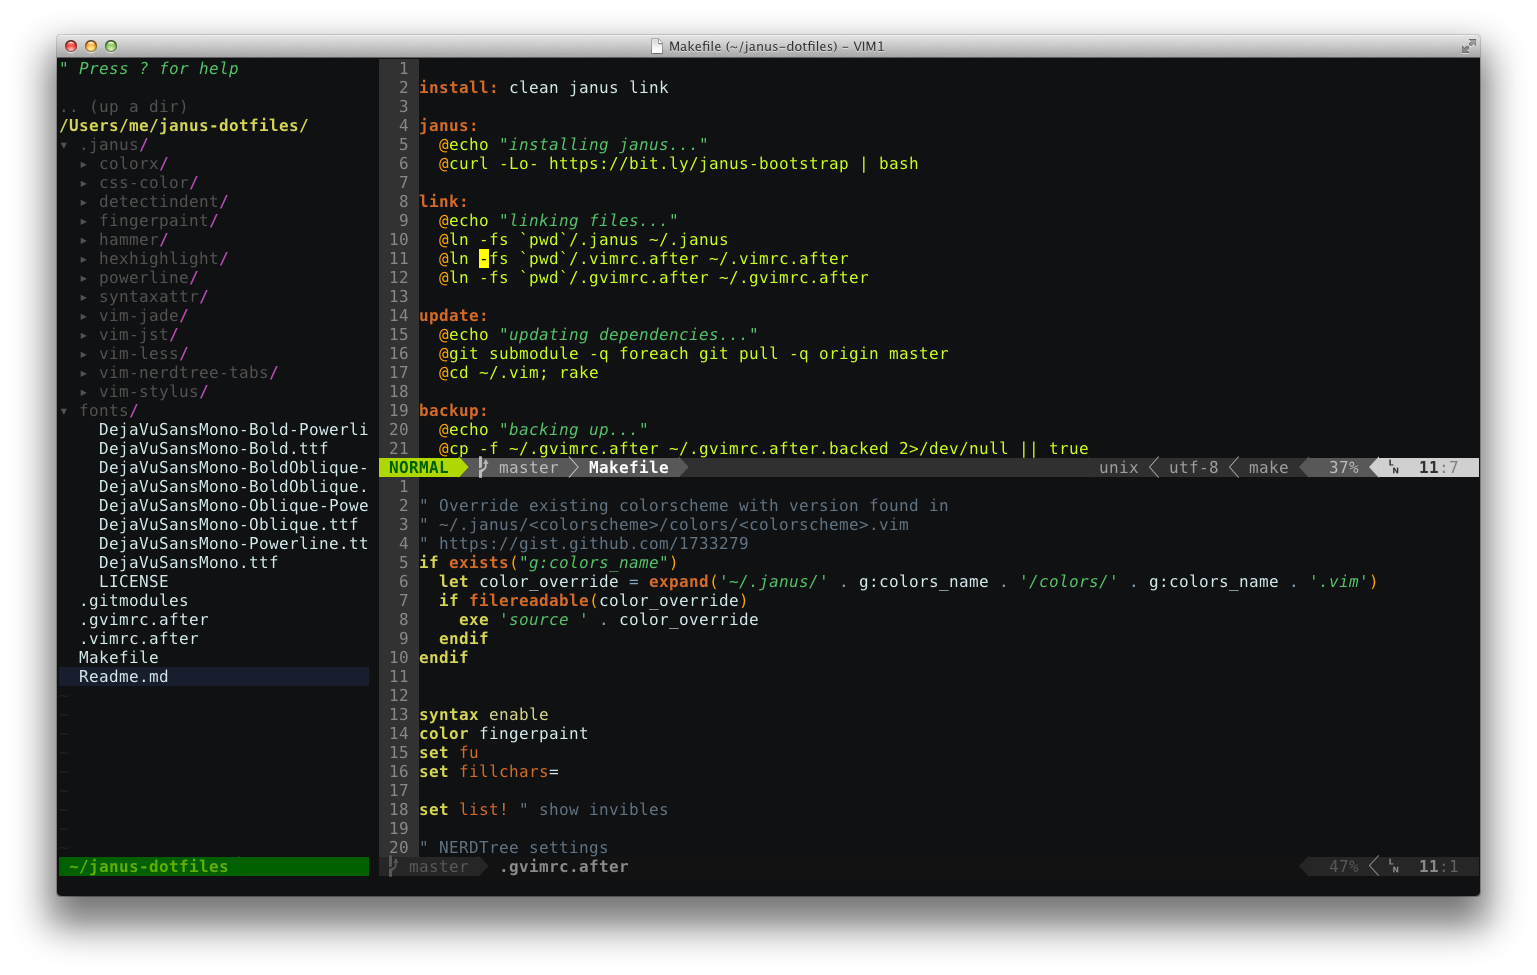 Makefile (~/janus-dotfiles) – VIM1
" Press ? for help
.. (up a dir)
/Users/me/janus-dotfiles/
▾ .janus/
▸ colorx/
▸ css-color/
▸ detectindent/
▸ fingerpaint/
▸ hammer/
▸ hexhighlight/
▸ powerline/
▸ syntaxattr/
▸ vim-jade/
▸ vim-jst/
▸ vim-less/
▸ vim-nerdtree-tabs/
▸ vim-stylus/
▾ fonts/
DejaVuSansMono-Bold-Powerli
DejaVuSansMono-Bold.ttf
DejaVuSansMono-BoldOblique-
DejaVuSansMono-BoldOblique.
DejaVuSansMono-Oblique-Powe
DejaVuSansMono-Oblique.ttf
DejaVuSansMono-Powerline.tt
DejaVuSansMono.ttf
LICENSE
.gitmodules
.gvimrc.after
.vimrc.after
Makefile
Readme.md
~
~
~
~
~
~
~
~
~
~/janus-dotfiles
1
2 install: clean janus link
3
4 janus:
5   @echo "installing janus..."
6   @curl -Lo- https://bit.ly/janus-bootstrap | bash
7
8 link:
9   @echo "linking files..."
10   @ln -fs `pwd`/.janus ~/.janus
11   @ln -fs `pwd`/.vimrc.after ~/.vimrc.after
12   @ln -fs `pwd`/.gvimrc.after ~/.gvimrc.after
13
14 update:
15   @echo "updating dependencies..."
16   @git submodule -q foreach git pull -q origin master
17   @cd ~/.vim; rake
18
19 backup:
20   @echo "backing up..."
21   @cp -f ~/.gvimrc.after ~/.gvimrc.after.backed 2>/dev/null || true
NORMAL master Makefile unix utf-8 make 37% LN 11:7
1
2 " Override existing colorscheme with version found in
3 " ~/.janus/<colorscheme>/colors/<colorscheme>.vim
4 " https://gist.github.com/1733279
5 if exists("g:colors_name")
6   let color_override = expand('~/.janus/' . g:colors_name . '/colors/' . g:colors_name . '.vim')
7   if filereadable(color_override)
8     exe 'source ' . color_override
9   endif
10 endif
11
12
13 syntax enable
14 color fingerpaint
15 set fu
16 set fillchars=
17
18 set list! " show invibles
19
20 " NERDTree settings
master .gvimrc.after 47% LN 11:1